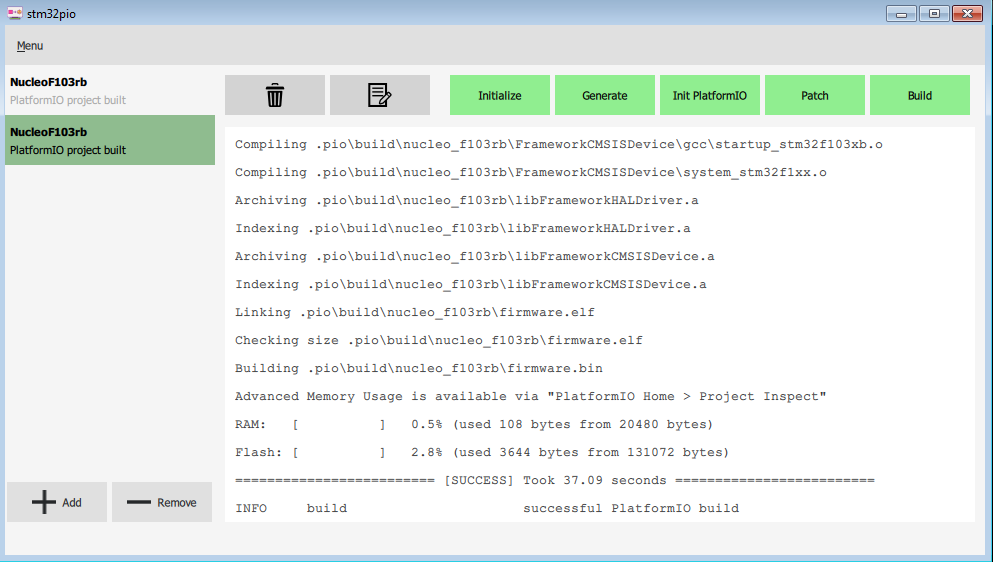 stm32pio
Menu
NucleoF103rb
PlatformIO project built
NucleoF103rb
PlatformIO project built
Add
Remove
Initialize
Generate
Init PlatformIO
Patch
Build
Compiling .pio\build\nucleo_f103rb\FrameworkCMSISDevice\gcc\startup_stm32f103xb.o
Compiling .pio\build\nucleo_f103rb\FrameworkCMSISDevice\system_stm32f1xx.o
Archiving .pio\build\nucleo_f103rb\libFrameworkHALDriver.a
Indexing .pio\build\nucleo_f103rb\libFrameworkHALDriver.a
Archiving .pio\build\nucleo_f103rb\libFrameworkCMSISDevice.a
Indexing .pio\build\nucleo_f103rb\libFrameworkCMSISDevice.a
Linking .pio\build\nucleo_f103rb\firmware.elf
Checking size .pio\build\nucleo_f103rb\firmware.elf
Building .pio\build\nucleo_f103rb\firmware.bin
Advanced Memory Usage is available via "PlatformIO Home > Project Inspect"
RAM:   [          ]   0.5% (used 108 bytes from 20480 bytes)
Flash: [          ]   2.8% (used 3644 bytes from 131072 bytes)
========================= [SUCCESS] Took 37.09 seconds =========================
INFO     build                      successful PlatformIO build